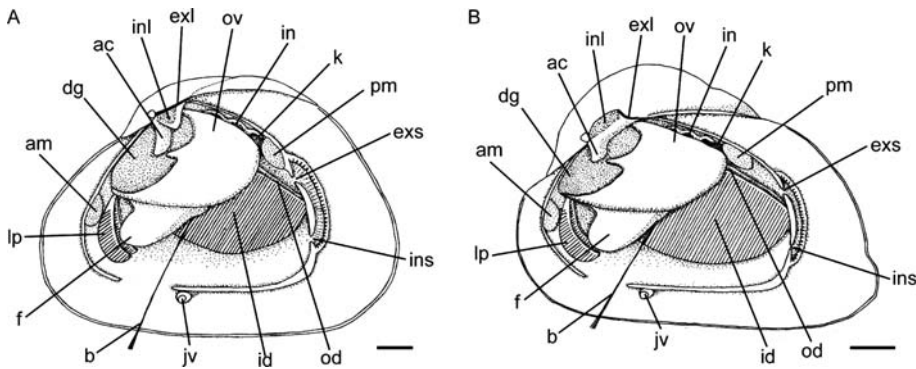 A
ac
inl
exl
ov
in
k
pm
exs
dg
am
lp
f
b
jv
id
od
ins
B
ac
inl
exl
ov
in
k
pm
exs
dg
am
lp
f
b
jv
id
od
ins